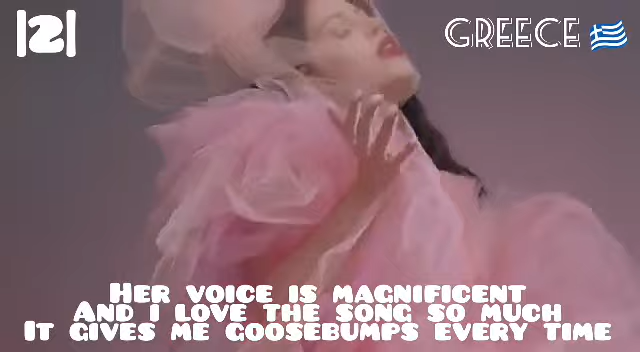 |2|
GREECE 🇬🇷
HER VOICE IS MAGNIFICENT
AND I LOVE THE SONG SO MUCH
IT GIVES ME GOOSEBUMPS EVERY TIME